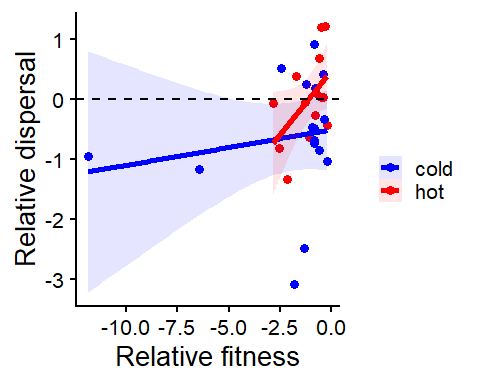 Relative dispersal
1
0
-1
-2
-3
-10.0 -7.5 -5.0 -2.5 0.0
Relative fitness
cold
hot